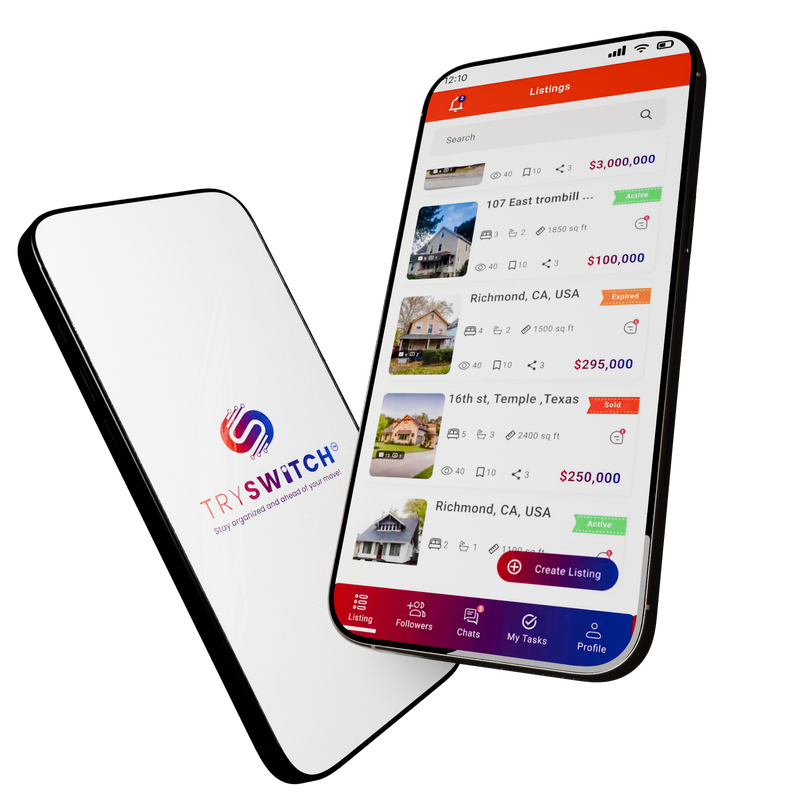 12:10
Listings
2
Search
40 10 3 $3,000,000
107 East trombill ...
Active
3 2 1850 sq ft
40 10 3 $100,000
Richmond, CA, USA
Expired
4 2 1500 sq ft
40 10 3 $295,000
16th st, Temple ,Texas
Sold
5 3 2400 sq ft
40 10 3 $250,000
Richmond, CA, USA
Active
2 1 1100 sq ft
Create Listing
Listing Followers Chats My Tasks Profile
TRYSWITCH
Stay organized and ahead of your move!